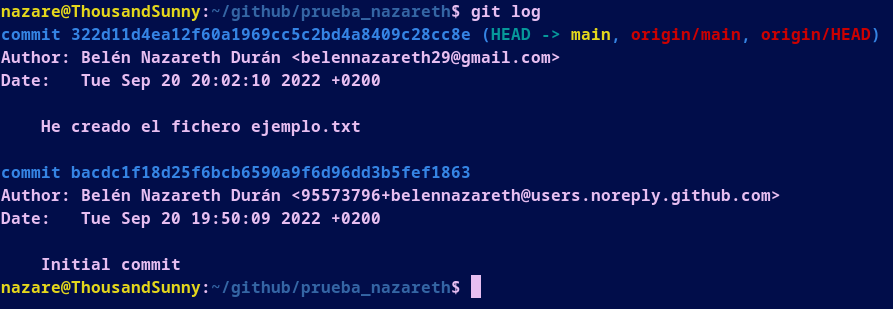 nazare@ThousandSunny:~/github/prueba_nazareth$ git log
commit 322d11d4ea12f60a1969cc5c2bd4a8409c28cc8e (HEAD -> main, origin/main, origin/HEAD)
Author: Belén Nazareth Durán <belennazareth29@gmail.com>
Date:   Tue Sep 20 20:02:10 2022 +0200
    He creado el fichero ejemplo.txt
commit bacdc1f18d25f6bcb6590a9f6d96dd3b5fef1863
Author: Belén Nazareth Durán <95573796+belennazareth@users.noreply.github.com>
Date:   Tue Sep 20 19:50:09 2022 +0200
    Initial commit
nazare@ThousandSunny:~/github/prueba_nazareth$